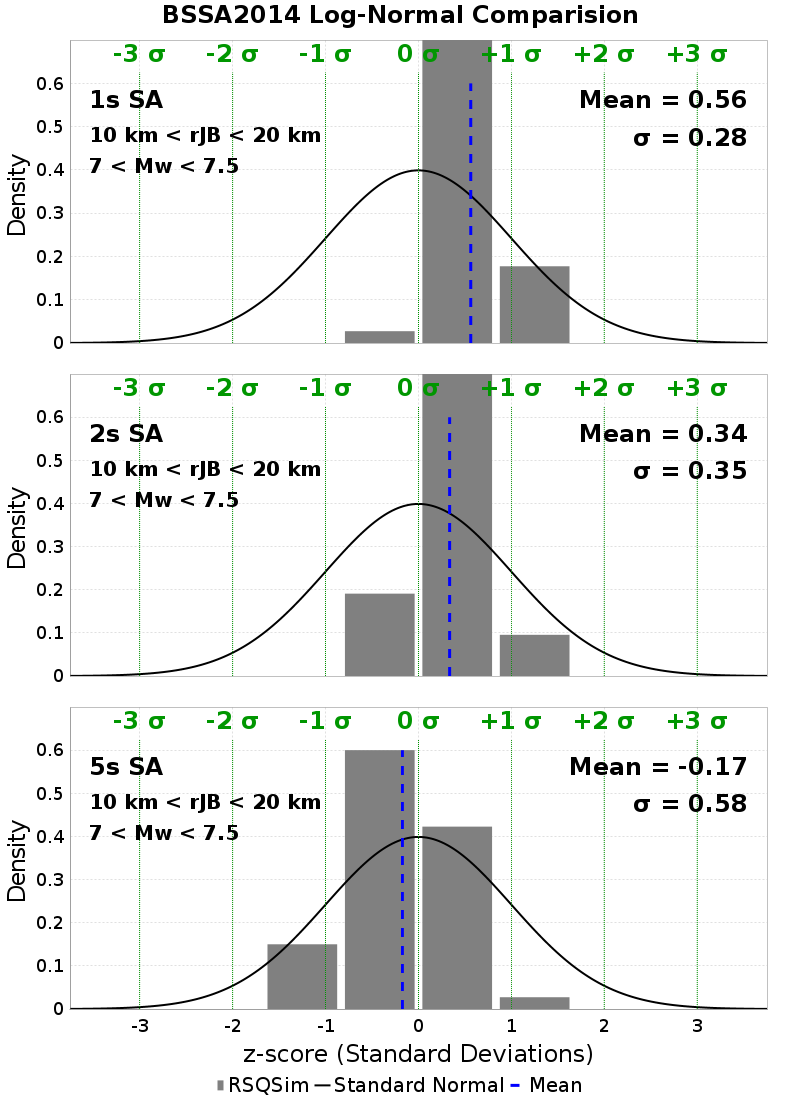 BSSA2014 Log-Normal Comparision
-3 σ -2 σ -1 σ 0 σ +1 σ +2 σ +3 σ
1s SA
10 km < rJB < 20 km
7 < Mw < 7.5
Mean = 0.56
σ = 0.28
Density
0.6
0.5
0.4
0.3
0.2
0.1
0
-3 σ -2 σ -1 σ 0 σ +1 σ +2 σ +3 σ
2s SA
10 km < rJB < 20 km
7 < Mw < 7.5
Mean = 0.34
σ = 0.35
Density
0.6
0.5
0.4
0.3
0.2
0.1
0
-3 σ -2 σ -1 σ 0 σ +1 σ +2 σ +3 σ
5s SA
10 km < rJB < 20 km
7 < Mw < 7.5
Mean = -0.17
σ = 0.58
Density
0.6
0.5
0.4
0.3
0.2
0.1
0
-3 -2 -1 0 1 2 3
z-score (Standard Deviations)
RSQSim Standard Normal Mean